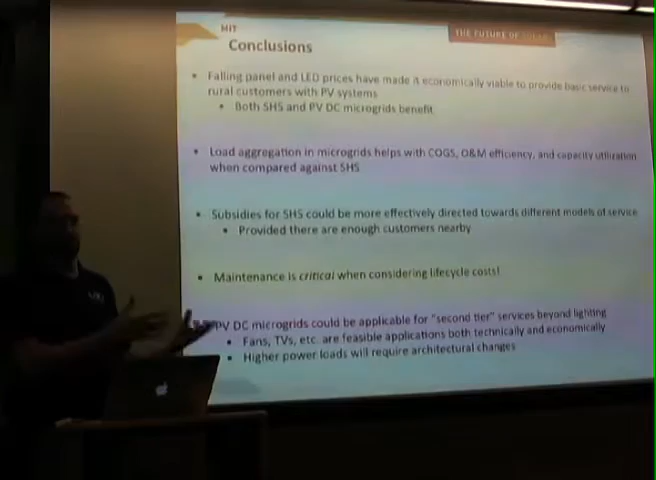 MIT
THE FUTURE OF SOLAR
Conclusions
• Falling panel and LED prices have made it economically viable to provide basic service to
rural customers with PV systems
• Both SHS and PV DC microgrids benefit
• Load aggregation in microgrids helps with COGS, O&M efficiency, and capacity utilization
when compared against SHS
• Subsidies for SHS could be more effectively directed towards different models of service
• Provided there are enough customers nearby
• Maintenance is critical when considering lifecycle costs!
PV DC microgrids could be applicable for "second tier" services beyond lighting
• Fans, TVs, etc. are feasible applications both technically and economically
• Higher power loads will require architectural changes